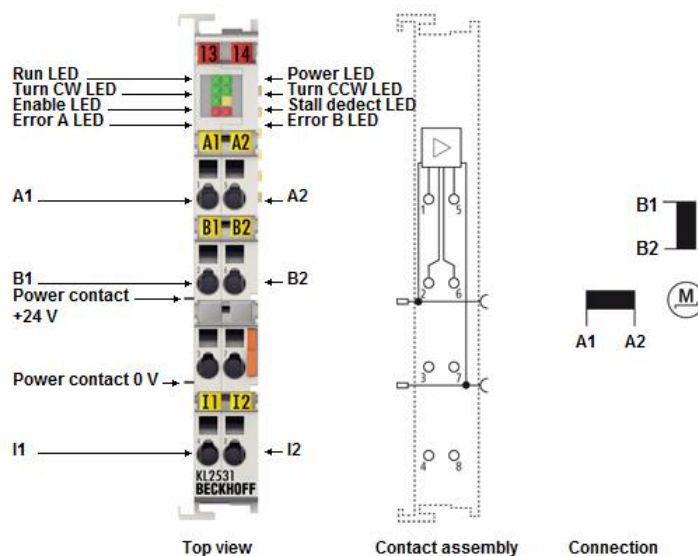 13 14
Run LED Power LED
Turn CW LED Turn CCW LED
Enable LED Stall dedect LED
Error A LED Error B LED
A1 A2
A1 A2
1 5
B1
B1 B2
B2
B1 B2
2 6
Power contact
+24 V
M
A1 A2
3 7
Power contact 0 V
I1 I2
I1 I2
4 8
KL2531
BECKHOFF
Top view Contact assembly Connection